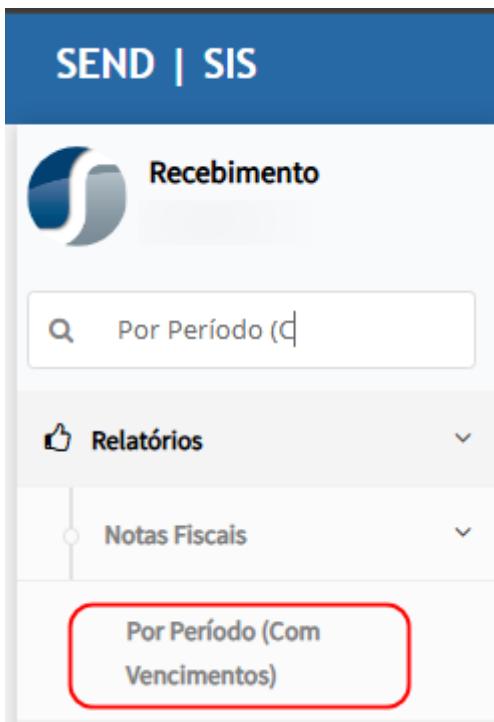 SEND | SIS
Recebimento
Por Período (C
Relatórios
Notas Fiscais
Por Período (Com
Vencimentos)